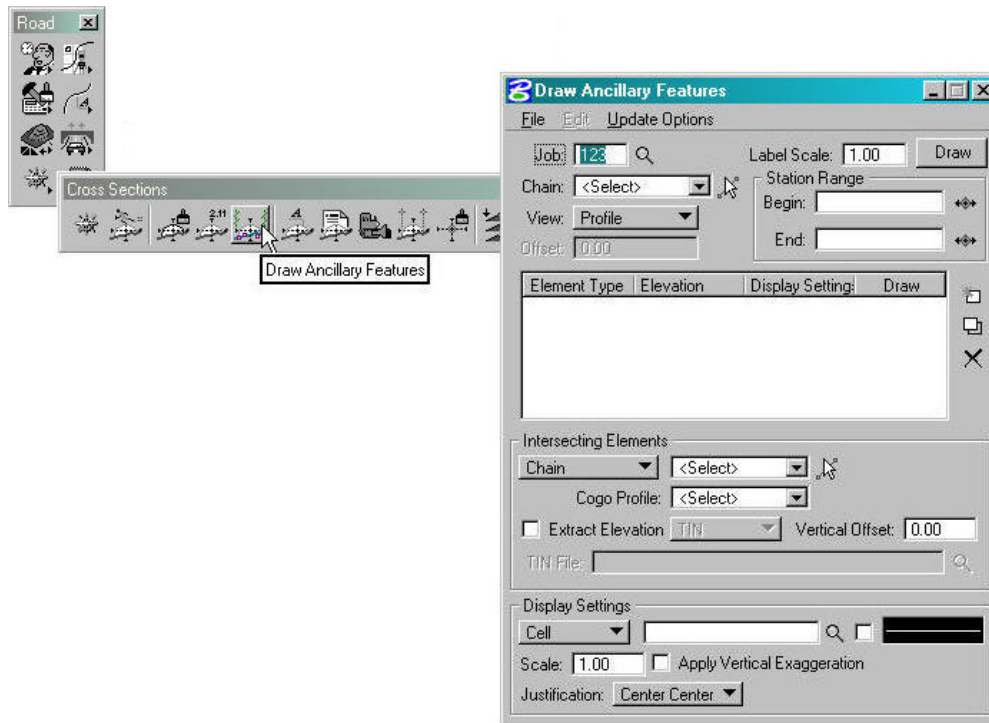 Road
Cross Sections
2.11
A
Draw Ancillary Features
Draw Ancillary Features
File Edit Update Options
Job: 123 Label Scale: 1.00 Draw
Chain: <Select> Station Range
Begin:
View: Profile
End:
Offset: 0.00
Element Type Elevation Display Setting: Draw
Intersecting Elements
Chain <Select>
Cogo Profile: <Select>
Extract Elevation TIN Vertical Offset: 0.00
TIN File:
Display Settings
Cell
Scale: 1.00 Apply Vertical Exaggeration
Justification: Center Center